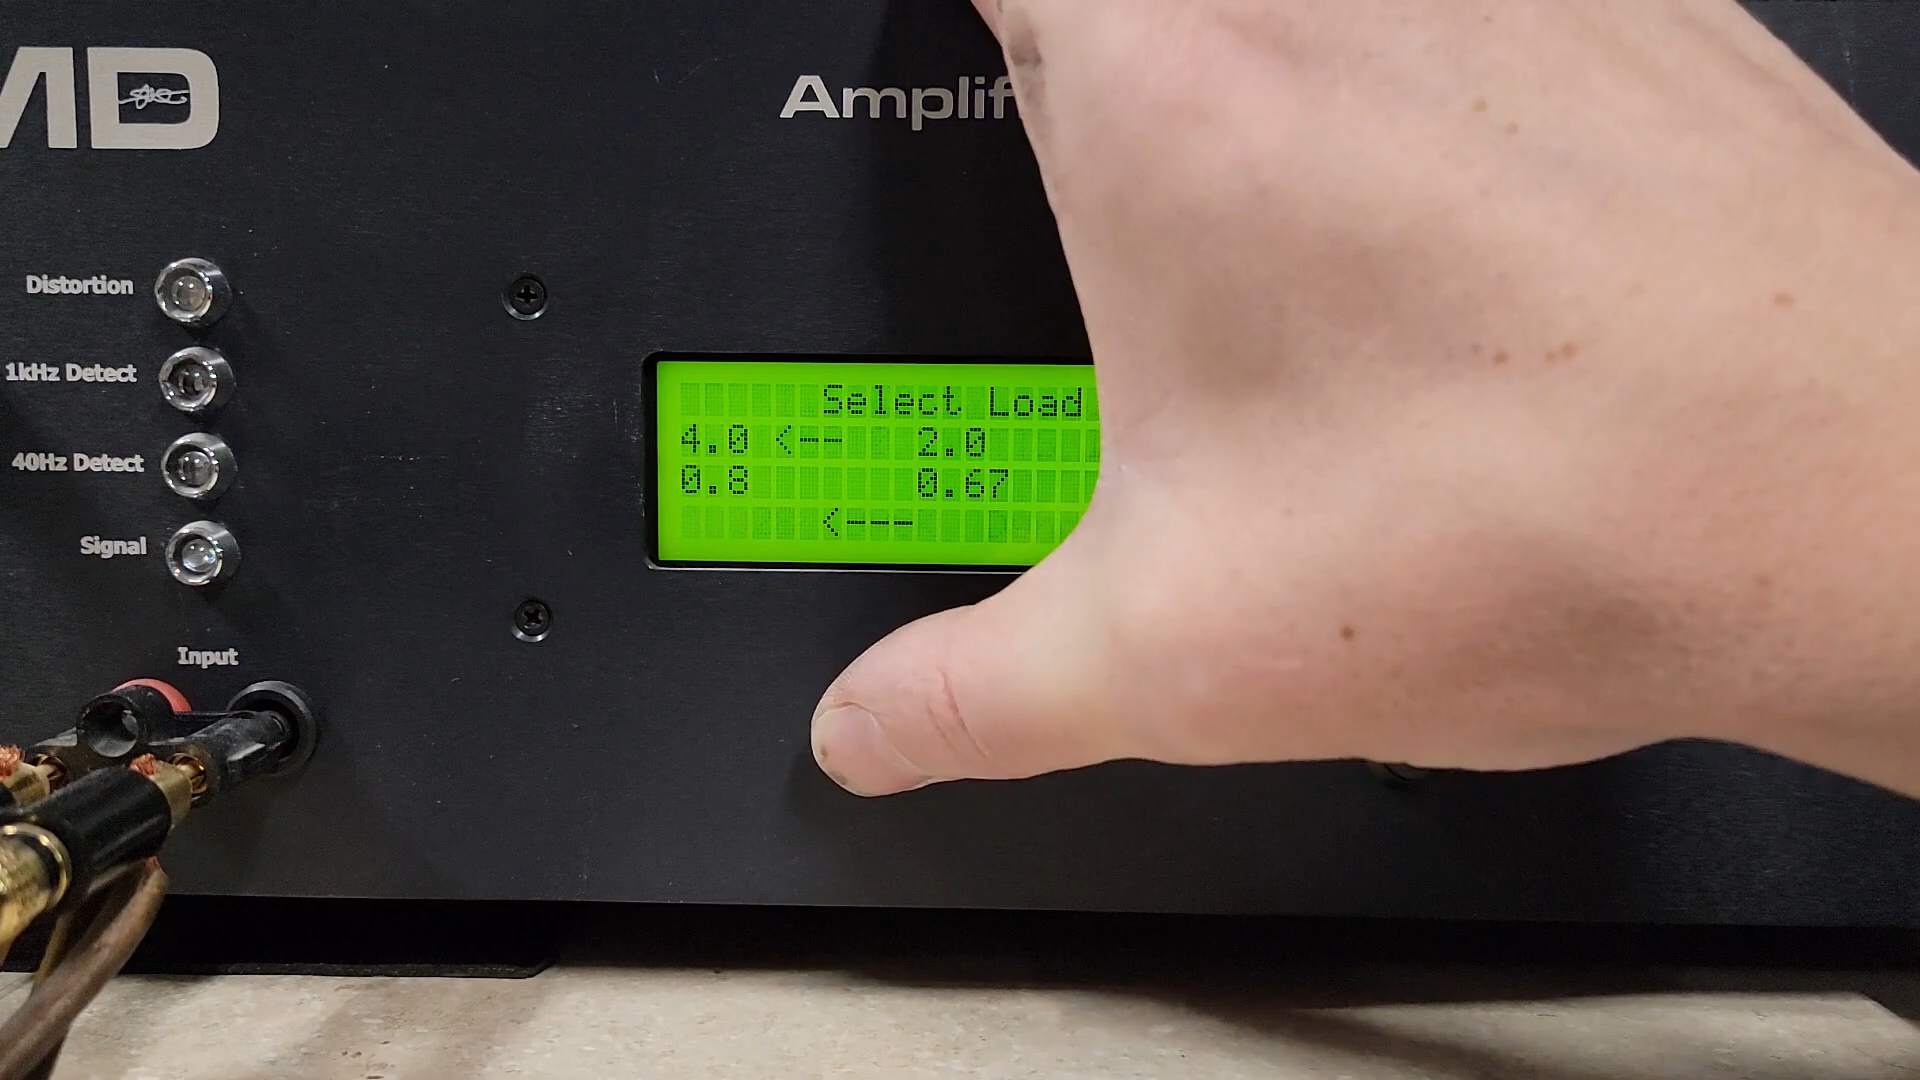 MD
Amplif
Distortion
1kHz Detect
40Hz Detect
Signal
Input
Select Load
4.0 <-- 2.0
0.8 0.67
<---